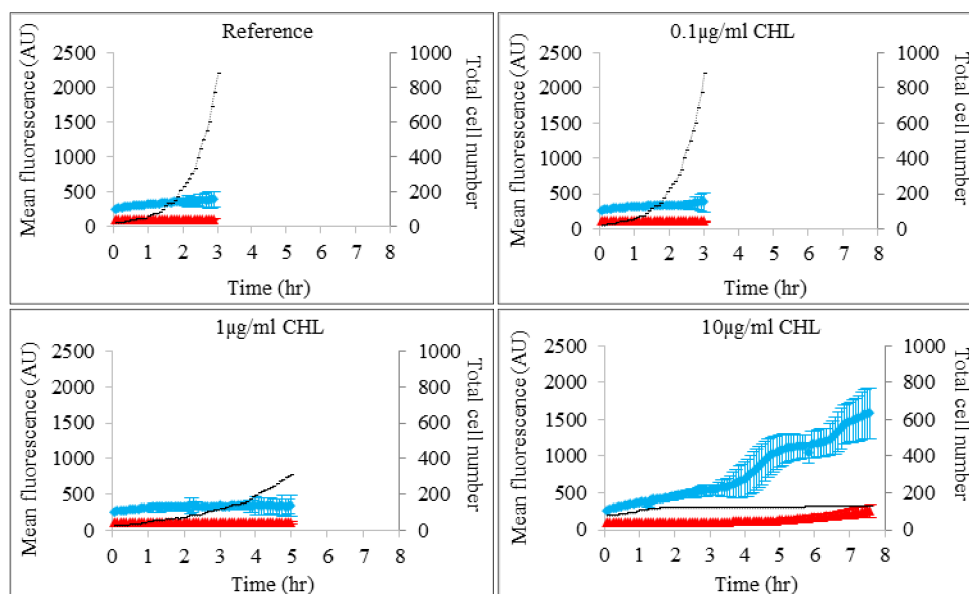 Reference
Mean fluorescence (AU)
2500
2000
1500
1000
500
0
1000
800
600
400
200
0
Total cell number
0 1 2 3 4 5 6 7 8
Time (hr)
0.1µg/ml CHL
Mean fluorescence (AU)
2500
2000
1500
1000
500
0
1000
800
600
400
200
0
Total cell number
0 1 2 3 4 5 6 7 8
Time (hr)
1µg/ml CHL
Mean fluorescence (AU)
2500
2000
1500
1000
500
0
1000
800
600
400
200
0
Total cell number
0 1 2 3 4 5 6 7 8
Time (hr)
10µg/ml CHL
Mean fluorescence (AU)
2500
2000
1500
1000
500
0
1000
800
600
400
200
0
Total cell number
0 1 2 3 4 5 6 7 8
Time (hr)